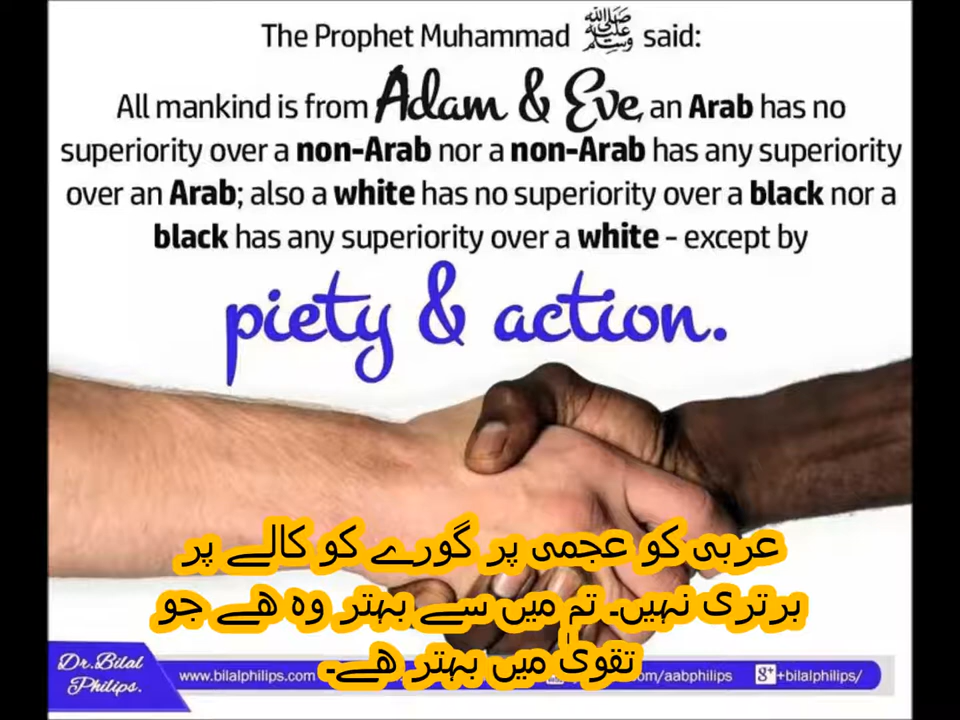 The Prophet Muhammad ﷺ said:
All mankind is from Adam & Eve, an Arab has no
superiority over a non-Arab nor a non-Arab has any superiority
over an Arab; also a white has no superiority over a black nor a
black has any superiority over a white - except by
piety & action.
عربی کو عجمی پر گورے کو کالے پر
برتری نہیں۔ تم میں سے بہتر وہ ھے جو
تقویٰ میں بہتر ھے۔
Dr.Bilal
Philips.
www.bilalphilips.com
.com/aabphilips
g+ +bilalphilips/